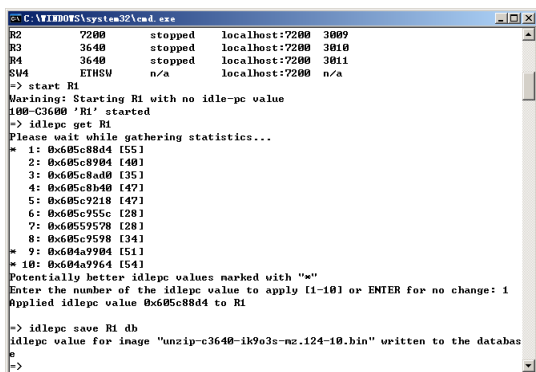 C:\WINDOWS\system32\cmd.exe
R2 7200 stopped localhost:7200 3009
R3 3640 stopped localhost:7200 3010
R4 3640 stopped localhost:7200 3011
SW4 ETHSW n/a localhost:7200 n/a
=> start R1
Warining: Starting R1 with no idle-pc value
100-C3600 'R1' started
=> idlepc get R1
Please wait while gathering statistics...
* 1: 0x605c88d4 [55]
2: 0x605c8904 [40]
3: 0x605c8ad0 [35]
4: 0x605c8b40 [47]
5: 0x605c9218 [47]
6: 0x605c955c [28]
7: 0x60559578 [28]
8: 0x605c9598 [34]
* 9: 0x604a9904 [51]
* 10: 0x604a9964 [54]
Potentially better idlepc values marked with "*"
Enter the number of the idlepc value to apply [1-10] or ENTER for no change: 1
Applied idlepc value 0x605c88d4 to R1
=> idlepc save R1 db
idlepc value for image "unzip-c3640-ik9o3s-mz.124-10.bin" written to the databas
e
=>